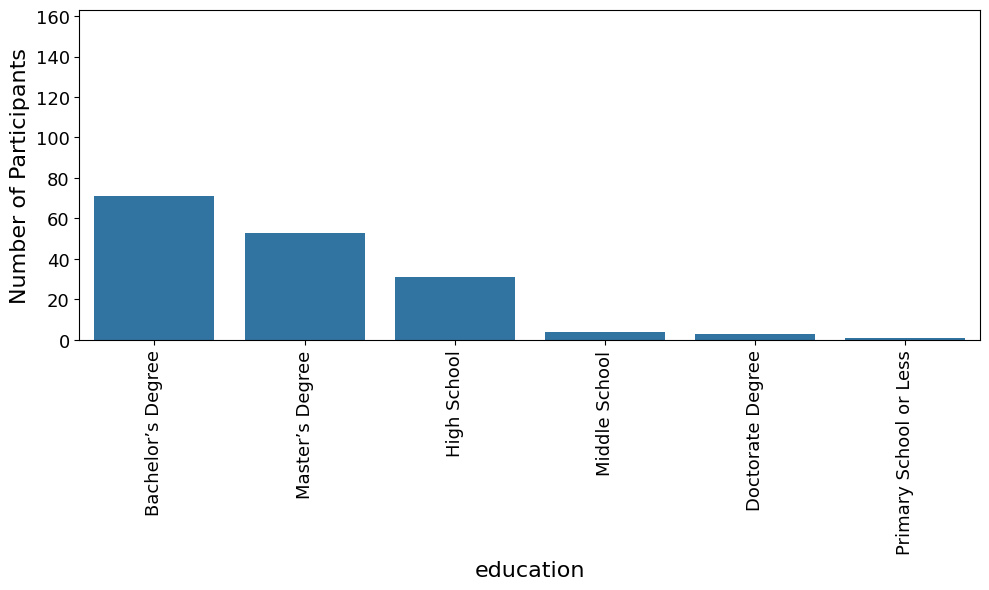 Number of Participants
160
140
120
100
80
60
40
20
0
Bachelor’s Degree
Master’s Degree
High School
Middle School
Doctorate Degree
Primary School or Less
education